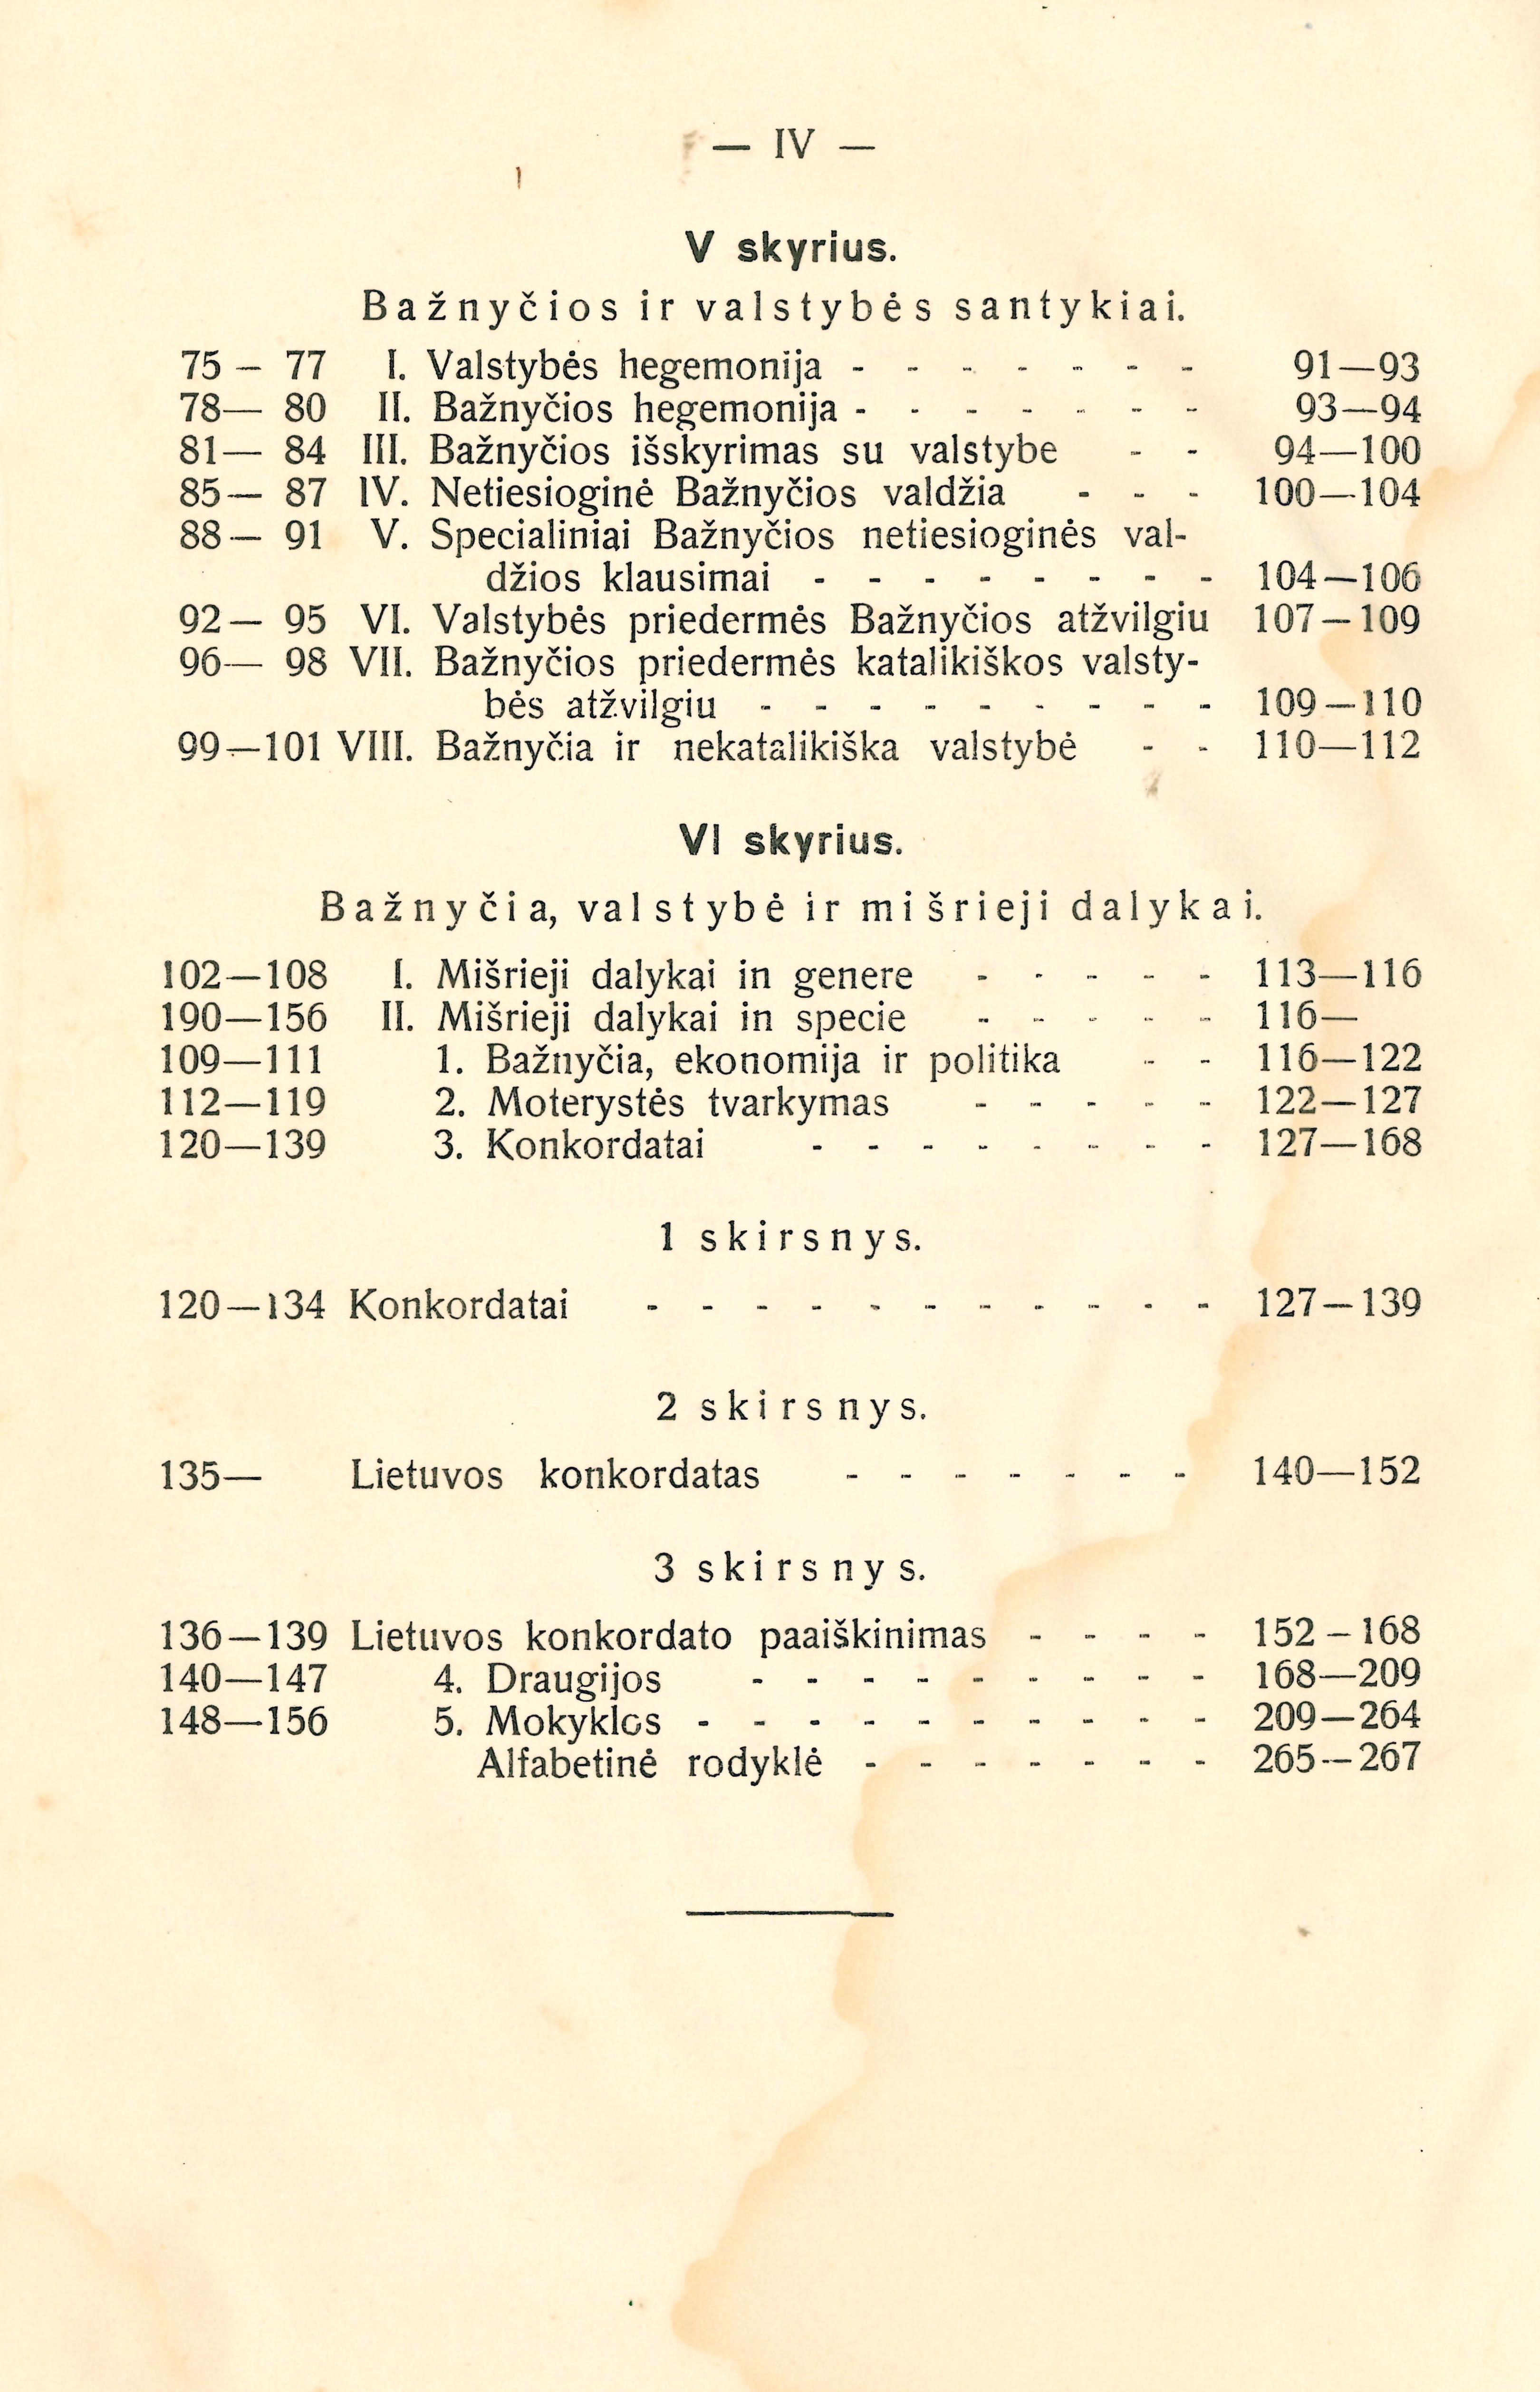 — IV —
V skyrius.
Bažnyčios ir valstybės santykiai.
75 – 77 I. Valstybės hegemonija - - - - - - - 91—93
78— 80 II. Bažnyčios hegemonija - - - - - - - 93—94
81— 84 III. Bažnyčios išskyrimas su valstybe - - 94—100
85— 87 IV. Netiesioginė Bažnyčios valdžia - - - 100—104
88— 91 V. Specialiniai Bažnyčios netiesioginės val-
džios klausimai - - - - - - - - 104—106
92— 95 VI. Valstybės priedermės Bažnyčios atžvilgiu 107—109
96— 98 VII. Bažnyčios priedermės katalikiškos valsty-
bės atžvilgiu - - - - - - - - - 109—110
99—101 VIII. Bažnyčia ir nekatalikiška valstybė - - 110—112
VI skyrius.
Bažnyčia, valstybė ir mišrieji dalykai.
102—108 I. Mišrieji dalykai in genere - - - - - 113—116
190—156 II. Mišrieji dalykai in specie - - - - - 116—
109—111 1. Bažnyčia, ekonomija ir politika - - 116—122
112—119 2. Moterystės tvarkymas - - - - - 122—127
120—139 3. Konkordatai - - - - - - - - 127—168
1 skirsnys.
120—134 Konkordatai - - - - - - - - - - - 127—139
2 skirsnys.
135— Lietuvos konkordatas - - - - - - - 140—152
3 skirsnys.
136—139 Lietuvos konkordato paaiškinimas - - - - 152–168
140—147 4. Draugijos - - - - - - - - - 168—209
148—156 5. Mokyklos - - - - - - - - - - 209—264
Alfabetinė rodyklė - - - - - - - 265—267